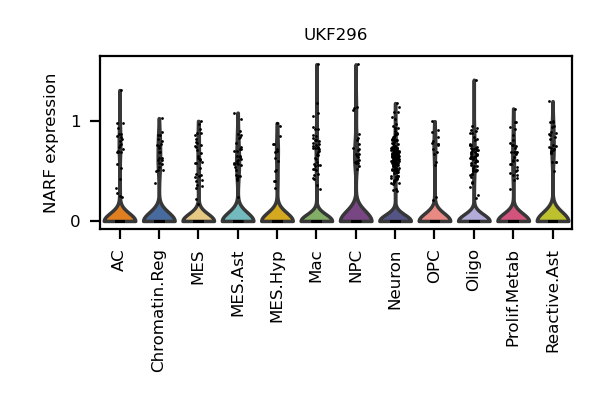 UKF296
NARF expression
1
0
AC
Chromatin.Reg
MES
MES.Ast
MES.Hyp
Mac
NPC
Neuron
OPC
Oligo
Prolif.Metab
Reactive.Ast